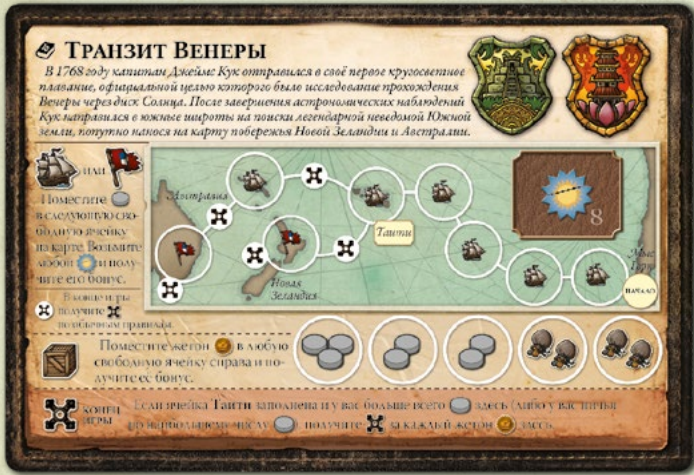 ТРАНЗИТ ВЕНЕРЫ
В 1768 году капитан Джеймс Кук отправился в своё первое кругосветное
плавание, официальной целью которого было исследование прохождения
Венеры через диск Солнца. После завершения астрономических наблюдений
Кук направился в южные широты на поиски легендарной неведомой Южной
земли, попутно нанося на карту побережья Новой Зеландии и Австралии.
или
Поместите
в следующую сво-
бодную ячейку
на карте. Возьмите
любой и полу-
чите его бонус.
В конце игры
получите
по обычным правилам.
Австралия
Новая
Зеландия
Таити
8
Мыс
Горн
НАЧАЛО
Поместите жетон в любую
свободную ячейку справа и по-
лучите её бонус.
КОНЕЦ
ИГРЫ
Если ячейка Таити заполнена и у вас больше всего здесь (либо у вас ничья
по наибольшему числу получите за каждый жетон здесь.